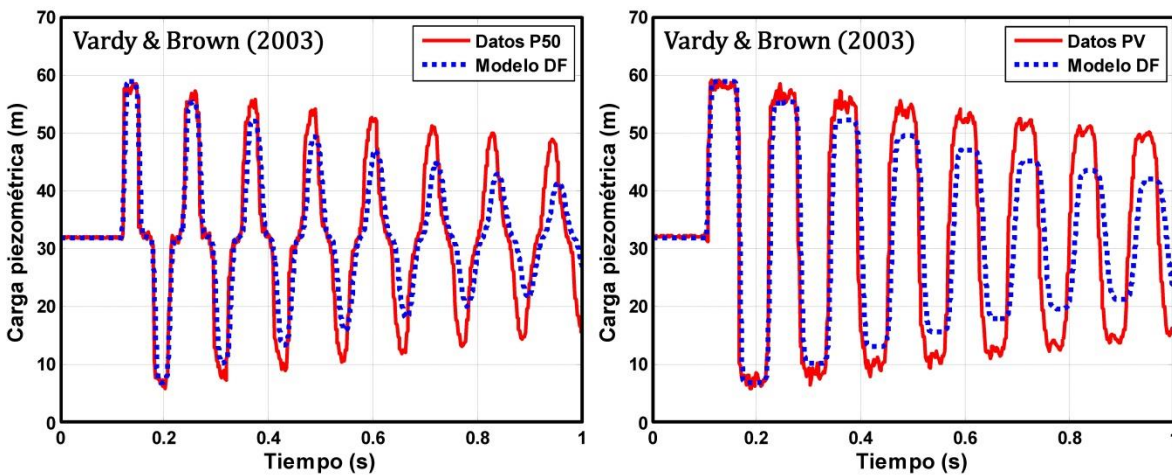 Vardy & Brown (2003)
Datos P50
Modelo DF
Carga piezométrica (m)
70
60
50
40
30
20
10
0
0
0.2
0.4
0.6
0.8
1
Tiempo (s)
Vardy & Brown (2003)
Datos PV
Modelo DF
Carga piezométrica (m)
70
60
50
40
30
20
10
0
0
0.2
0.4
0.6
0.8
1
Tiempo (s)